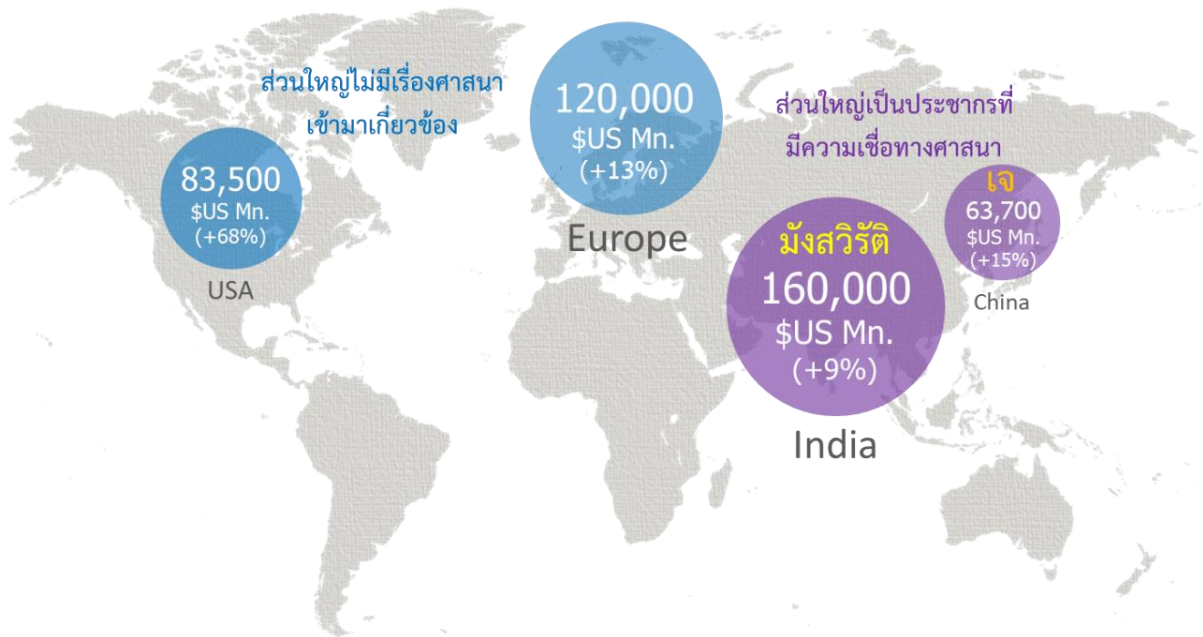 ส่วนใหญ่ไม่มีเรื่องศาสนา
เข้ามาเกี่ยวข้อง
83,500
$US Mn.
(+68%)
USA
120,000
$US Mn.
(+13%)
Europe
ส่วนใหญ่เป็นประชากรที่
มีความเชื่อทางศาสนา
มังสวิรัติ
160,000
$US Mn.
(+9%)
India
เจ
63,700
$US Mn.
(+15%)
China